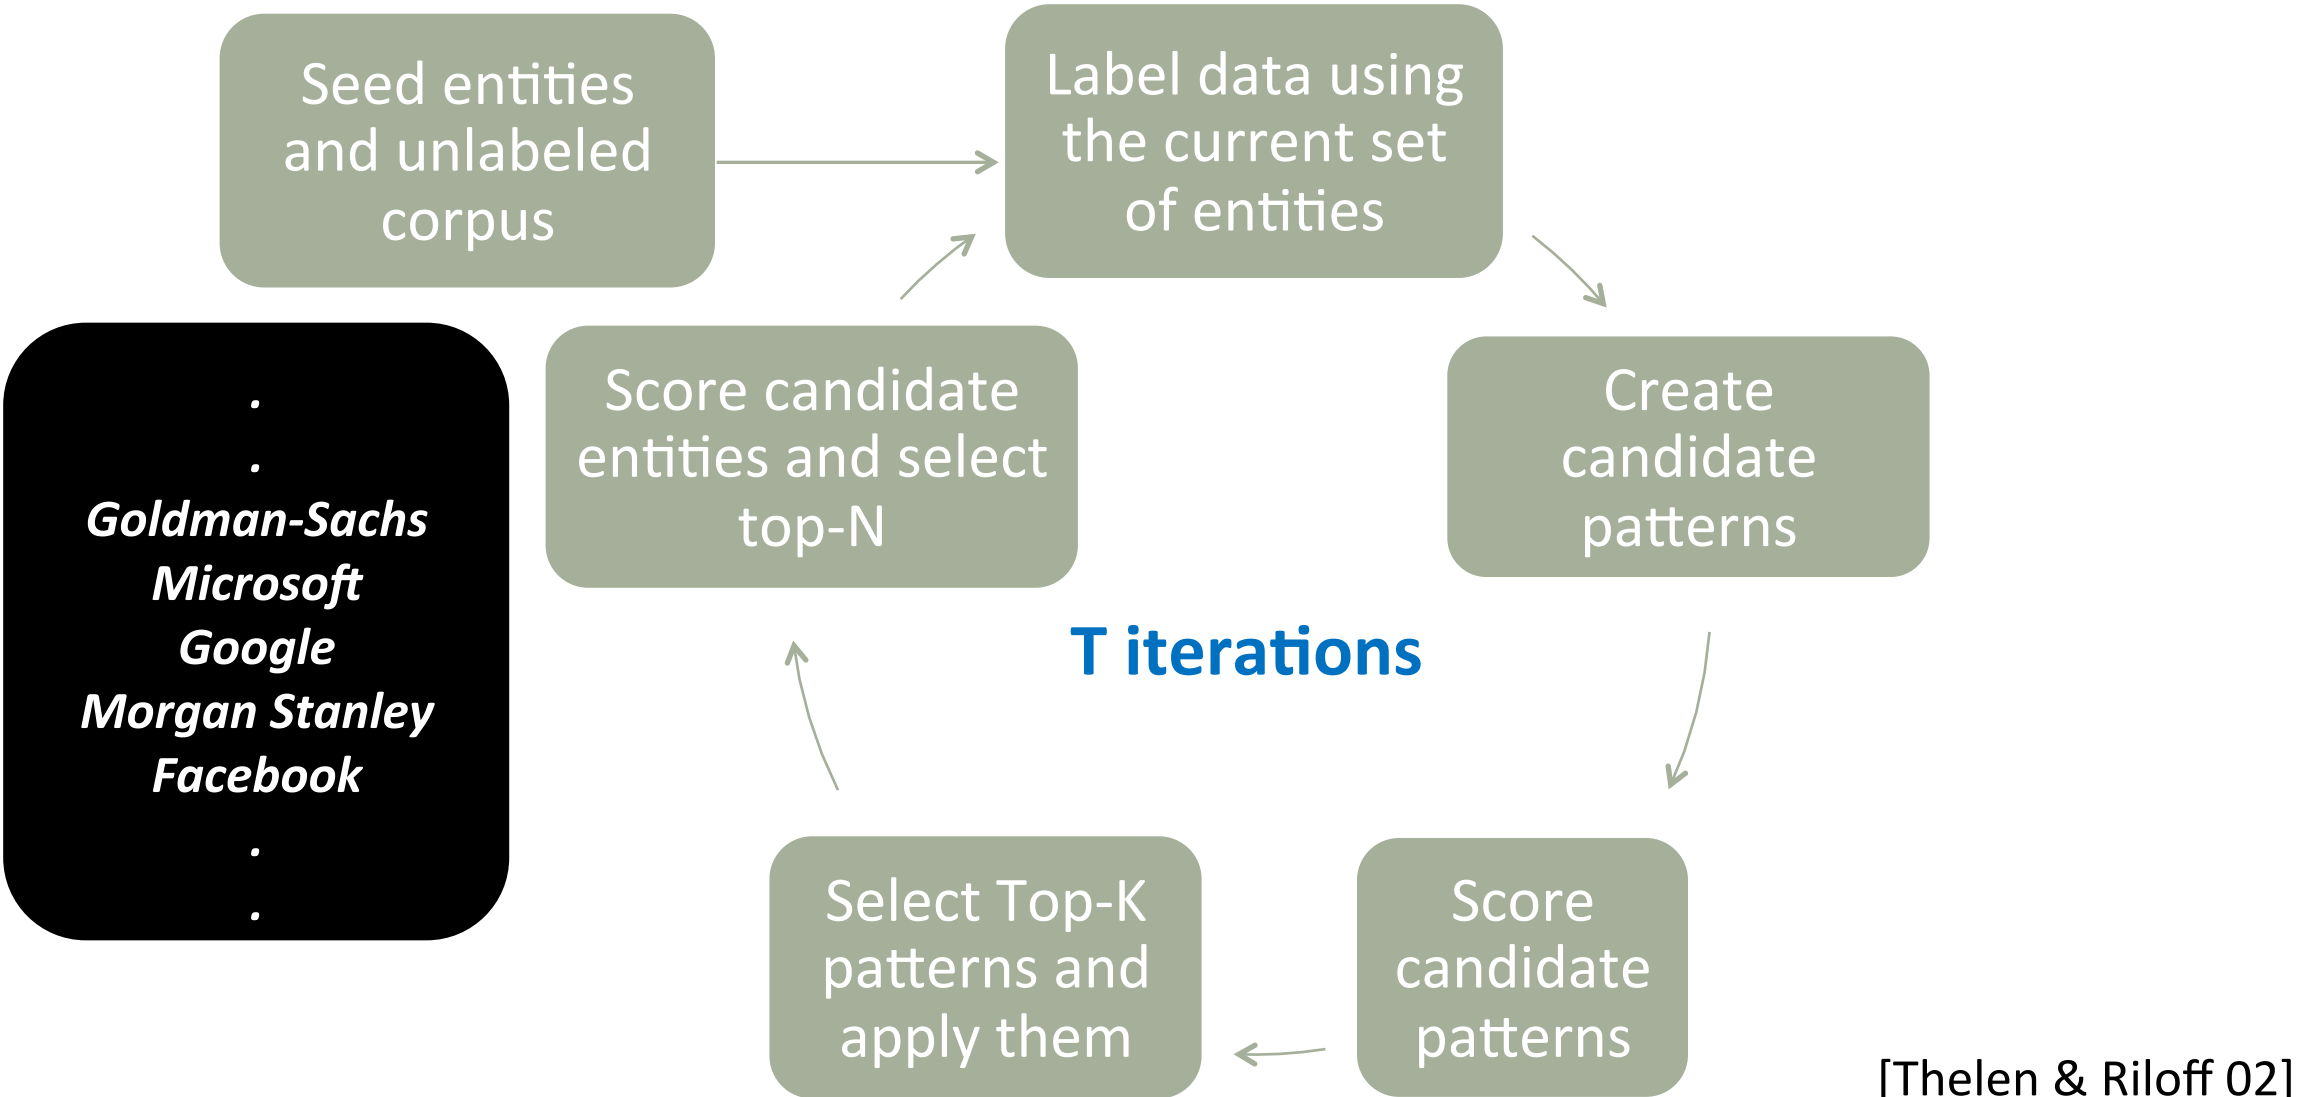 Seed entities
and unlabeled
corpus
Label data using
the current set
of entities
.
.
Goldman-Sachs
Microsoft
Google
Morgan Stanley
Facebook
.
.
Score candidate
entities and select
top-N
Create
candidate
patterns
T iterations
Select Top-K
patterns and
apply them
Score
candidate
patterns
[Thelen & Riloff 02]